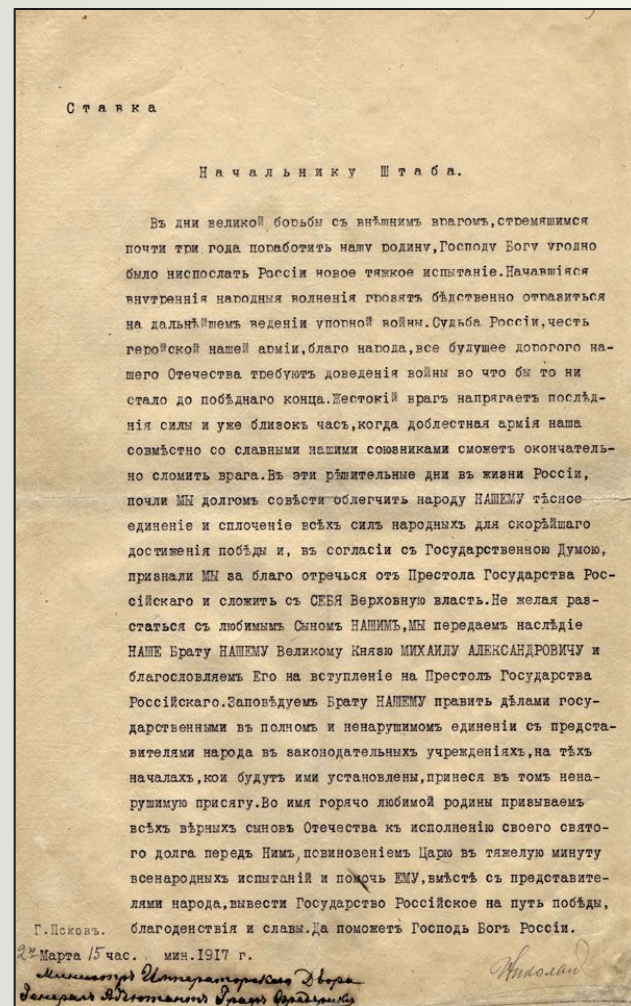 Ставка
Начальнику Штаба.
Въ дни великой борьбы съ внѣшнимъ врагомъ,стремящимся
почти три года поработить нашу родину,Господу Богу угодно
было ниспослать Россіи новое тяжкое испытаніе.Начавшіяся
внутреннія народныя волненія грозятъ бѣдственно отразиться
на дальнѣйшемъ веденіи упорной войны.Судьба Россіи,честь
геройской нашей арміи,благо народа,все будущее дорогого на-
шего Отечества требуютъ доведенія войны во что бы то ни
стало до побѣднаго конца.Жестокій врагъ напрягаетъ послѣд-
нія силы и уже близокъ часъ,когда доблестная армія наша
совмѣстно со славными нашими союзниками сможетъ окончатель-
но сломить врага.Въ эти рѣшительные дни въ жизни Россіи,
почли МЫ долгомъ совѣсти облегчить народу НАШЕМУ тѣсное
единеніе и сплоченіе всѣхъ силъ народныхъ для скорѣйшаго
достиженія побѣды и, въ согласіи съ Государственною Думою,
признали МЫ за благо отречься отъ Престола Государства Рос-
сійскаго и сложить съ СЕБЯ Верховную власть.Не желая раз-
статься съ любимымъ Сыномъ НАШИМЪ,МЫ передаемъ наслѣдіе
НАШЕ Брату НАШЕМУ Великому Князю МИХАИЛУ АЛЕКСАНДРОВИЧУ и
благословляемъ Его на вступленіе на Престолъ Государства
Россійскаго.Заповѣдуемъ Брату НАШЕМУ править дѣлами госу-
дарственными въ полномъ и ненарушимомъ единеніи съ предста-
вителями народа въ законодательныхъ учрежденіяхъ,на тѣхъ
началахъ,кои будутъ ими установлены,принеся въ томъ нена-
рушимую присягу.Во имя горячо любимой родины призываемъ
всѣхъ вѣрныхъ сыновъ Отечества къ исполненію своего свято-
го долга передъ Нимъ,повиновеніемъ Царю въ тяжелую минуту
всенародныхъ испытаній и помочь ЕМУ,вмѣстѣ съ представите-
лями народа,вывести Государство Россійское на путь побѣды,
благоденствія и славы.Да поможетъ Господь Богъ Россіи.
Г.Псковъ.
2го Марта 15 час. мин.1917 г.
Николай
Министръ Императорскаго Двора
Генералъ Адъютантъ Графъ Фредериксъ